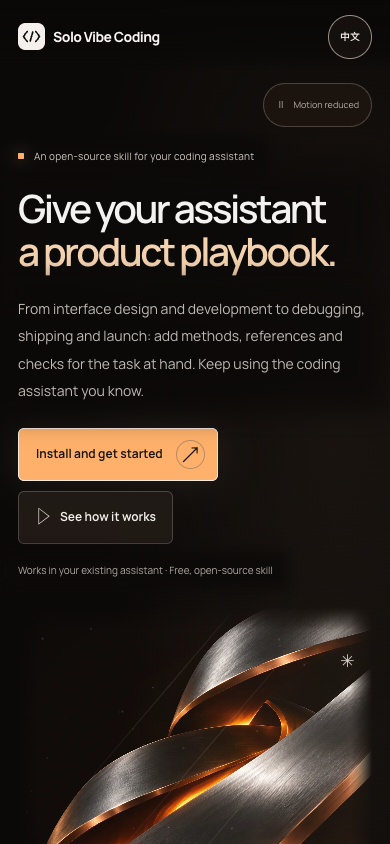 Solo Vibe Coding
中文
Motion reduced
An open-source skill for your coding assistant
Give your assistant
a product playbook.
From interface design and development to debugging,
shipping and launch: add methods, references and
checks for the task at hand. Keep using the coding
assistant you know.
Install and get started
See how it works
Works in your existing assistant · Free, open-source skill